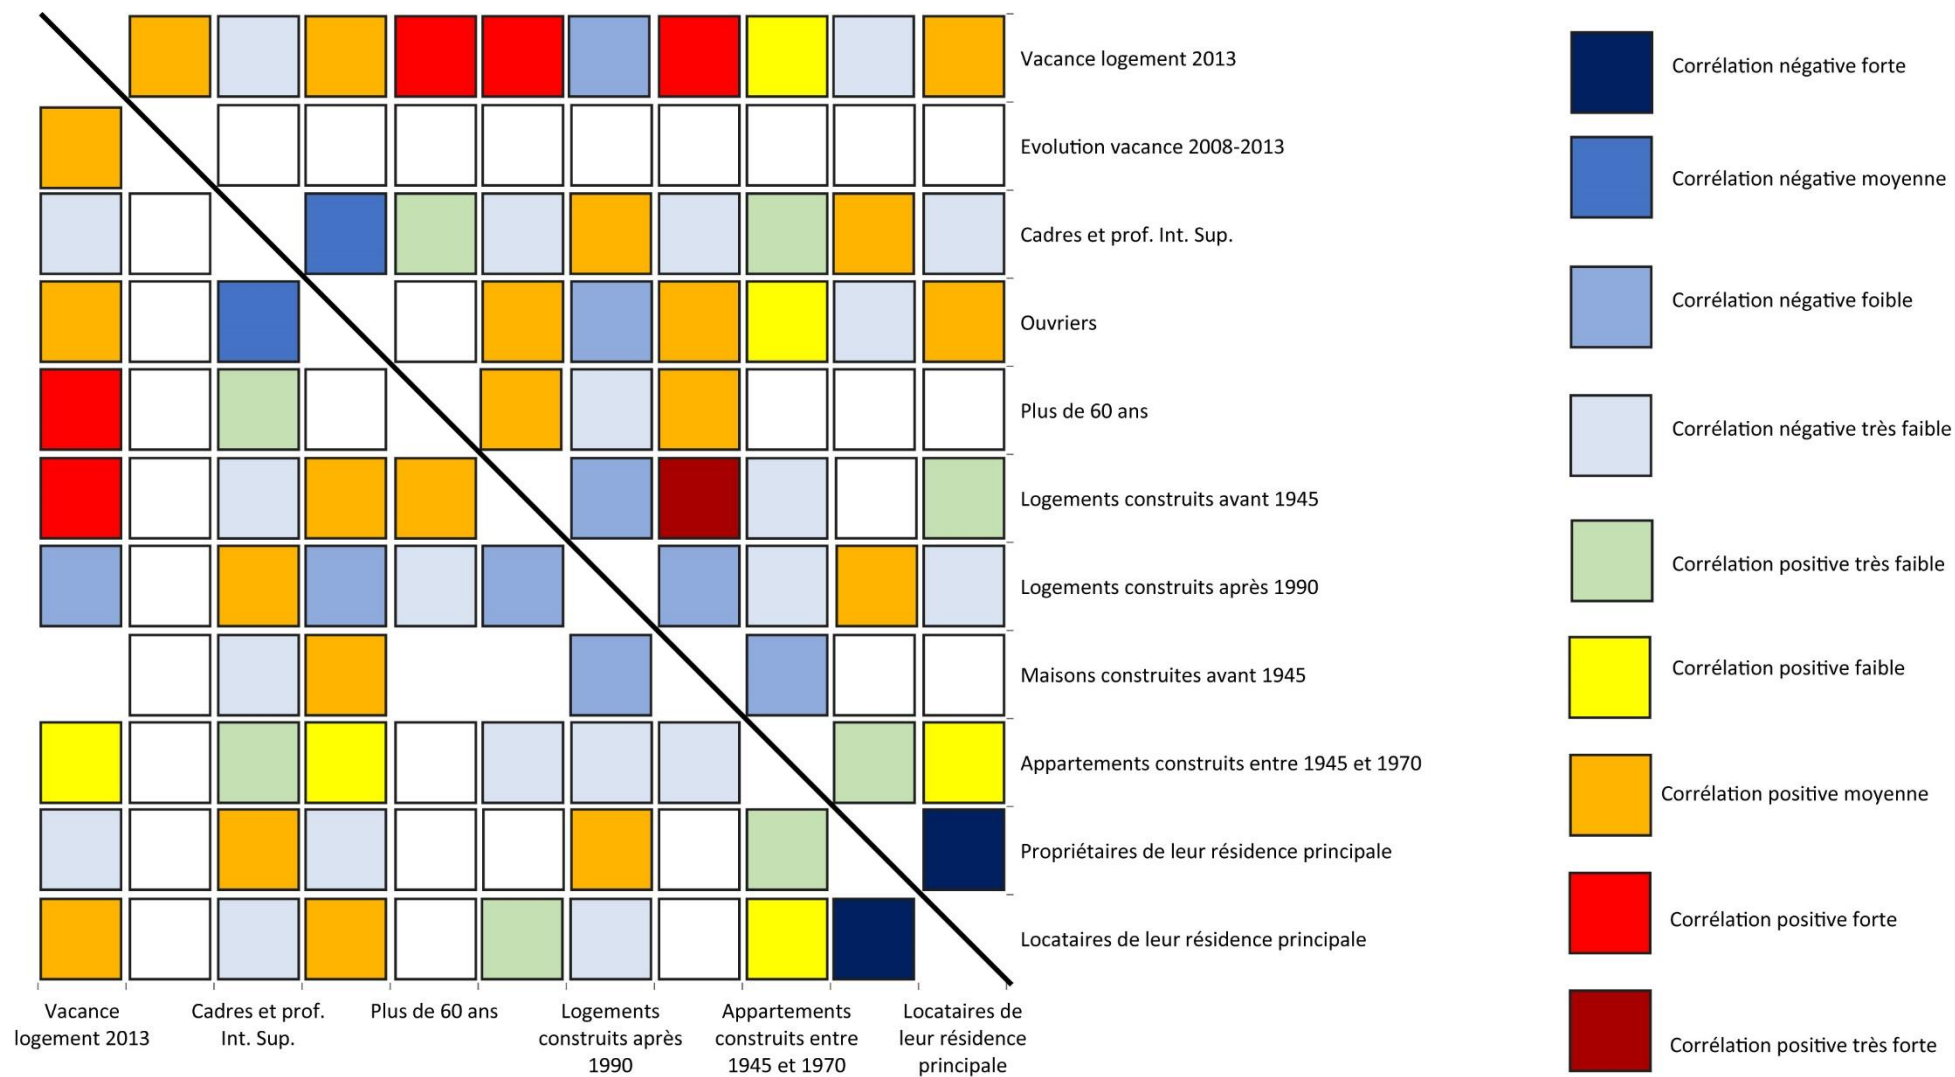 Vacance logement 2013
Evolution vacance 2008-2013
Cadres et prof. Int. Sup.
Ouvriers
Plus de 60 ans
Logements construits avant 1945
Logements construits après 1990
Maisons construites avant 1945
Appartements construits entre 1945 et 1970
Propriétaires de leur résidence principale
Locataires de leur résidence principale
Vacance
logement 2013
Cadres et prof.
Int. Sup.
Plus de 60 ans
Logements
construits après
1990
Appartements
construits entre
1945 et 1970
Locataires de
leur résidence
principale
Corrélation négative forte
Corrélation négative moyenne
Corrélation négative foible
Corrélation négative très faible
Corrélation positive très faible
Corrélation positive faible
Corrélation positive moyenne
Corrélation positive forte
Corrélation positive très forte